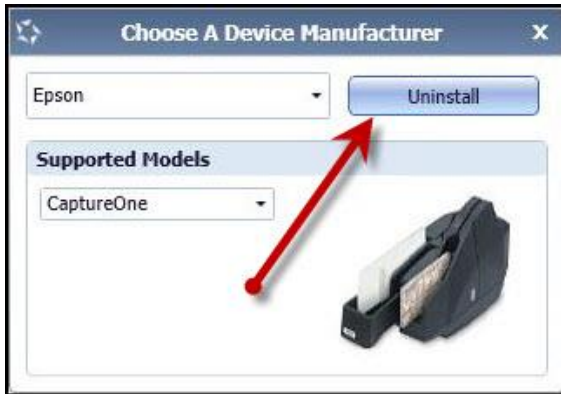 Choose A Device Manufacturer
Epson
Uninstall
Supported Models
CaptureOne